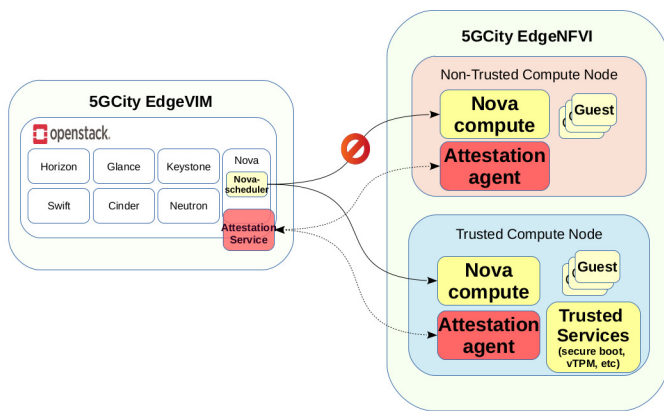 5GCity EdgeVIM
openstack.
Horizon
Glance
Keystone
Nova
Nova-
scheduler
Swift
Cinder
Neutron
Attestation
Service
5GCity EdgeNFVI
Non-Trusted Compute Node
Nova
compute
Guest
Attestation
agent
Trusted Compute Node
Nova
compute
Guest
Attestation
agent
Trusted
Services
(secure boot,
vTPM, etc)